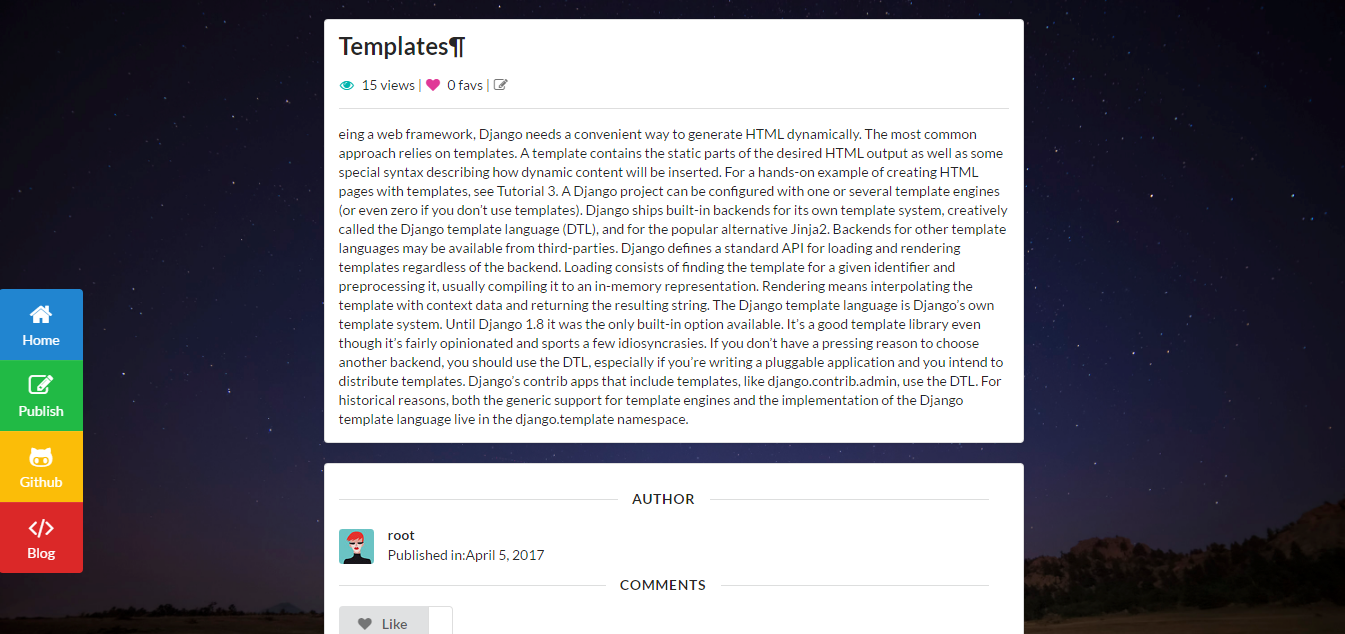 Templates¶
15 views | 0 favs |
eing a web framework, Django needs a convenient way to generate HTML dynamically. The most common
approach relies on templates. A template contains the static parts of the desired HTML output as well as some
special syntax describing how dynamic content will be inserted. For a hands-on example of creating HTML
pages with templates, see Tutorial 3. A Django project can be configured with one or several template engines
(or even zero if you don’t use templates). Django ships built-in backends for its own template system, creatively
called the Django template language (DTL), and for the popular alternative Jinja2. Backends for other template
languages may be available from third-parties. Django defines a standard API for loading and rendering
templates regardless of the backend. Loading consists of finding the template for a given identifier and
preprocessing it, usually compiling it to an in-memory representation. Rendering means interpolating the
template with context data and returning the resulting string. The Django template language is Django’s own
template system. Until Django 1.8 it was the only built-in option available. It’s a good template library even
though it’s fairly opinionated and sports a few idiosyncrasies. If you don’t have a pressing reason to choose
another backend, you should use the DTL, especially if you’re writing a pluggable application and you intend to
distribute templates. Django’s contrib apps that include templates, like django.contrib.admin, use the DTL. For
historical reasons, both the generic support for template engines and the implementation of the Django
template language live in the django.template namespace.
Home
Publish
Github
Blog
AUTHOR
root
Published in:April 5, 2017
COMMENTS
Like